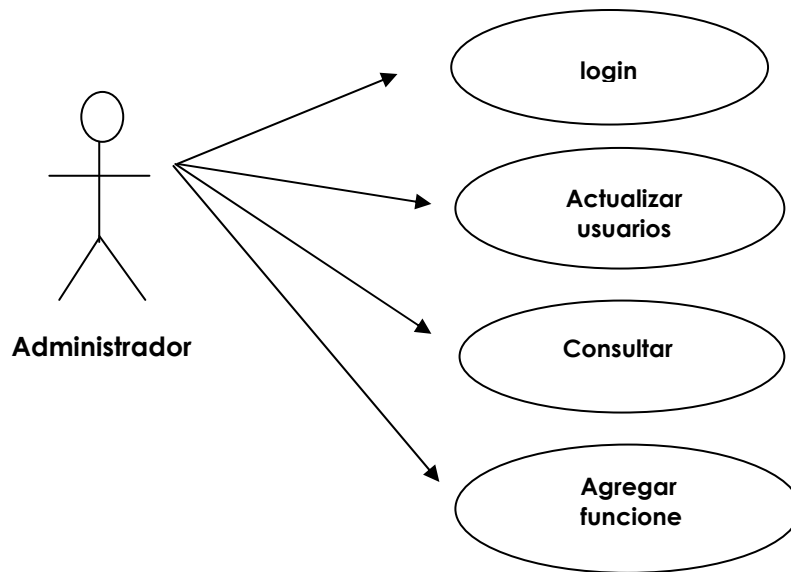 login
Actualizar
usuarios
Administrador
Consultar
Agregar
funcione